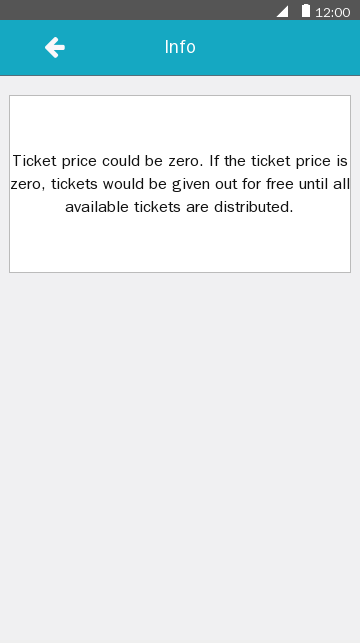 12:00
Info
Ticket price could be zero. If the ticket price is
zero, tickets would be given out for free until all
available tickets are distributed.